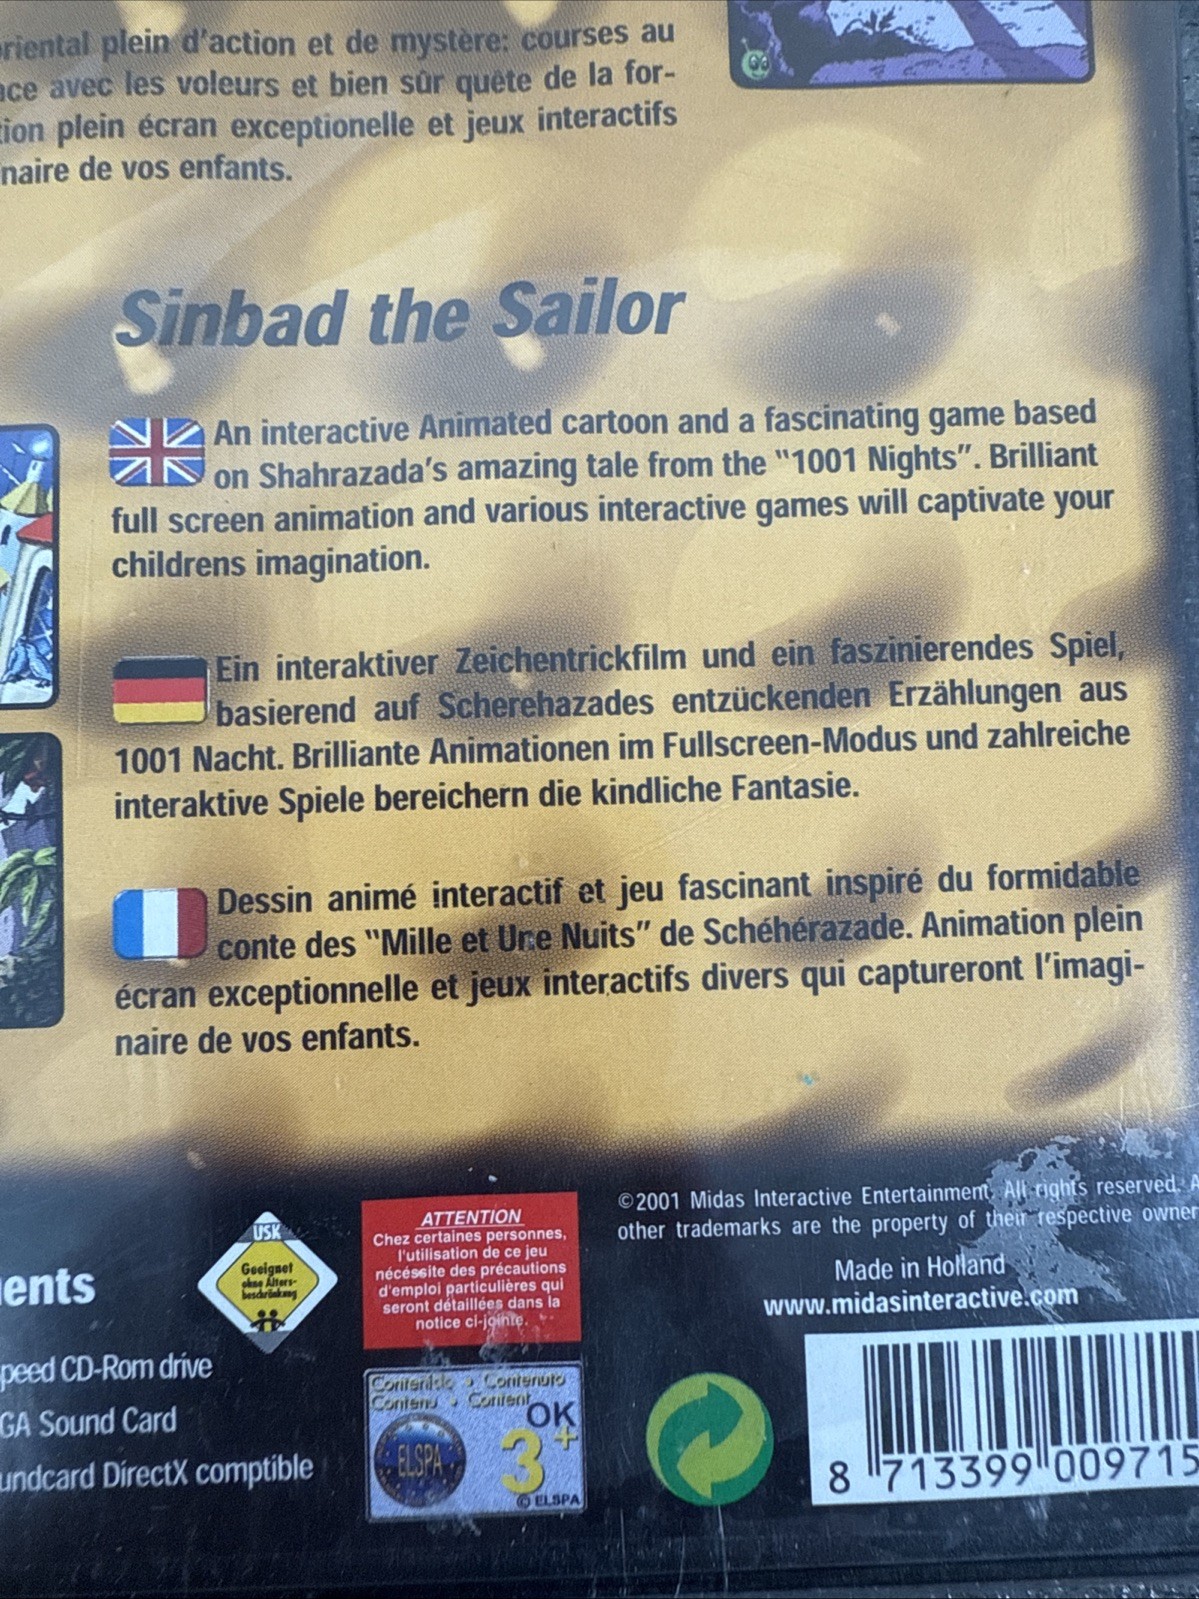 riental plein d'action et de mystère: courses au
ace avec les voleurs et bien sûr quête de la for-
tion plein écran exceptionelle et jeux interactifs
naire de vos enfants.
Sinbad the Sailor
An interactive Animated cartoon and a fascinating game based
on Shahrazada's amazing tale from the "1001 Nights". Brilliant
full screen animation and various interactive games will captivate your
childrens imagination.
Ein interaktiver Zeichentrickfilm und ein faszinierendes Spiel,
basierend auf Scherehazades entzückenden Erzählungen aus
1001 Nacht. Brilliante Animationen im Fullscreen-Modus und zahlreiche
interaktive Spiele bereichern die kindliche Fantasie.
Dessin animé interactif et jeu fascinant inspiré du formidable
conte des "Mille et Une Nuits" de Schéhérazade. Animation plein
écran exceptionnelle et jeux interactifs divers qui captureront l'imagi-
naire de vos enfants.
ents
peed CD-Rom drive
GA Sound Card
undcard DirectX comptible
USK
Geeignet
ohne Alters-
beschränkung
ATTENTION
Chez certaines personnes,
l'utilisation de ce jeu
nécéssite des précautions
d'emploi particulières qui
seront détaillées dans la
notice ci-jointe.
Contenido • Contenuto
Contenu • Content
OK
3+
ELSPA
© ELSPA
©2001 Midas Interactive Entertainment. All rights reserved. A
other trademarks are the property of their respective owner
Made in Holland
www.midasinteractive.com
8 713399 009715